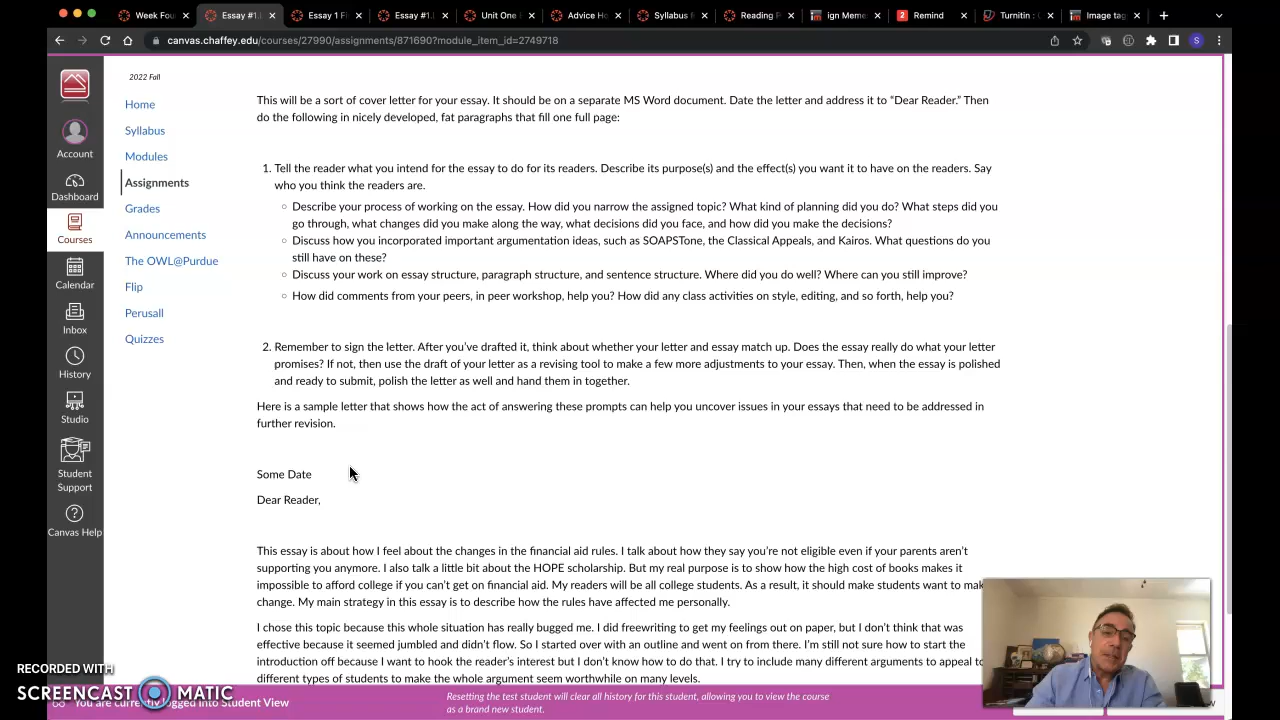 Week Fou
Essay #1.
Essay 1 Fi
Essay #1.
Unit One
Advice H
Syllabus
Reading P
ign Meme
Remind
Turnitin :
Image tag
canvas.chaffey.edu/courses/27990/assignments/871690?module_item_id=2749718
2022 Fall
Account
Dashboard
Courses
Calendar
Inbox
History
Studio
Student
Support
Canvas Help
Home
Syllabus
Modules
Assignments
Grades
Announcements
The OWL@Purdue
Flip
Perusall
Quizzes
This will be a sort of cover letter for your essay. It should be on a separate MS Word document. Date the letter and address it to “Dear Reader.” Then
do the following in nicely developed, fat paragraphs that fill one full page:
1. Tell the reader what you intend for the essay to do for its readers. Describe its purpose(s) and the effect(s) you want it to have on the readers. Say
who you think the readers are.
Describe your process of working on the essay. How did you narrow the assigned topic? What kind of planning did you do? What steps did you
go through, what changes did you make along the way, what decisions did you face, and how did you make the decisions?
Discuss how you incorporated important argumentation ideas, such as SOAPSTone, the Classical Appeals, and Kairos. What questions do you
still have on these?
Discuss your work on essay structure, paragraph structure, and sentence structure. Where did you do well? Where can you still improve?
How did comments from your peers, in peer workshop, help you? How did any class activities on style, editing, and so forth, help you?
2. Remember to sign the letter. After you’ve drafted it, think about whether your letter and essay match up. Does the essay really do what your letter
promises? If not, then use the draft of your letter as a revising tool to make a few more adjustments to your essay. Then, when the essay is polished
and ready to submit, polish the letter as well and hand them in together.
Here is a sample letter that shows how the act of answering these prompts can help you uncover issues in your essays that need to be addressed in
further revision.
Some Date
Dear Reader,
This essay is about how I feel about the changes in the financial aid rules. I talk about how they say you’re not eligible even if your parents aren’t
supporting you anymore. I also talk a little bit about the HOPE scholarship. But my real purpose is to show how the high cost of books makes it
impossible to afford college if you can’t get on financial aid. My readers will be all college students. As a result, it should make students want to mak
change. My main strategy in this essay is to describe how the rules have affected me personally.
I chose this topic because this whole situation has really bugged me. I did freewriting to get my feelings out on paper, but I don’t think that was
effective because it seemed jumbled and didn’t flow. So I started over with an outline and went on from there. I’m still not sure how to start the
introduction off because I want to hook the reader’s interest but I don’t know how to do that. I try to include many different arguments to appeal to
different types of students to make the whole argument seem worthwhile on many levels.
RECORDED WITH
SCREENCAST MATIC
You are currently logged into Student View
Resetting the test student will clear all history for this student, allowing you to view the course
as a brand new student.